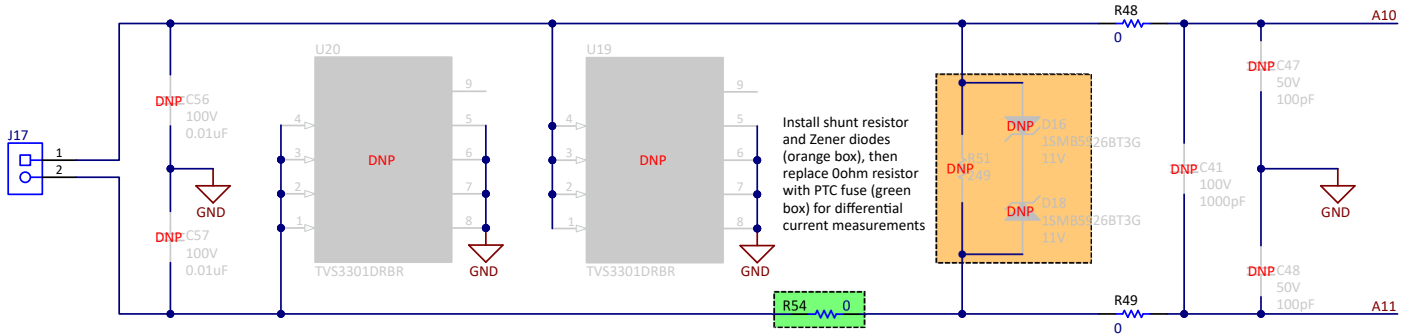 R48
0
A10
U20
U19
DNP
C56
100V
0.01uF
DNP
C47
50V
100pF
J17
1
2
4
3
2
1
9
5
6
7
8
DNP
TVS3301DRBR
GND
4
3
2
1
9
5
6
7
8
DNP
TVS3301DRBR
GND
Install shunt resistor
and Zener diodes
(orange box), then
replace 0ohm resistor
with PTC fuse (green
box) for differential
current measurements
DNP
D16
1SMB5926BT3G
11V
DNP
R51
249
DNP
D18
1SMB5926BT3G
11V
DNP
C41
100V
1000pF
GND
GND
DNP
C57
100V
0.01uF
DNP
C48
50V
100pF
R54
0
R49
0
A11